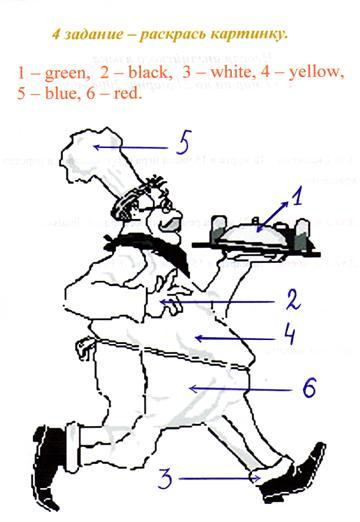 4 задание – раскрась картинку.
1 – green, 2 – black, 3 – white, 4 – yellow,
5 – blue, 6 – red.
5
1
2
4
6
3